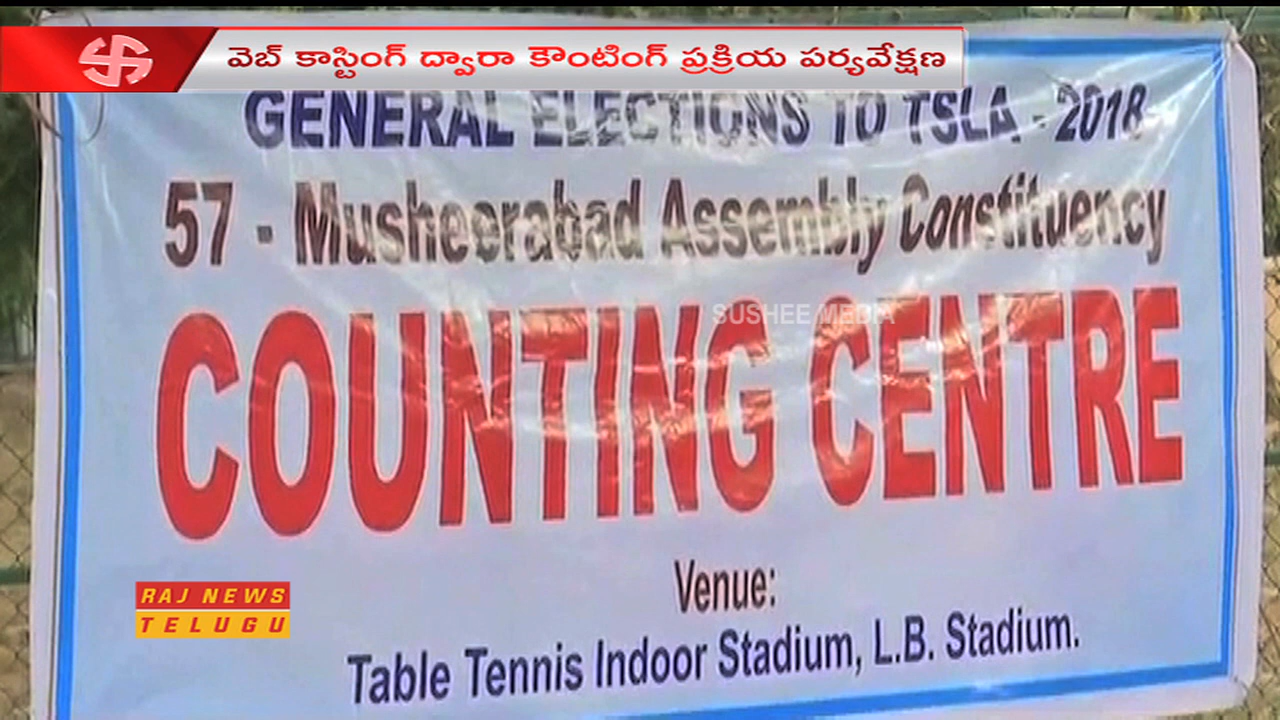 వెబ్ కాస్టింగ్ ద్వారా కౌంటింగ్ ప్రక్రియ పర్యవేక్షణ
GENERAL ELECTIONS TO TSLA - 2018
57 - Musheerabad Assembly Constituency
SUSHEE MEDIA
COUNTING CENTRE
Venue:
RAJ NEWS
TELUGU
Table Tennis Indoor Stadium, L.B. Stadium.